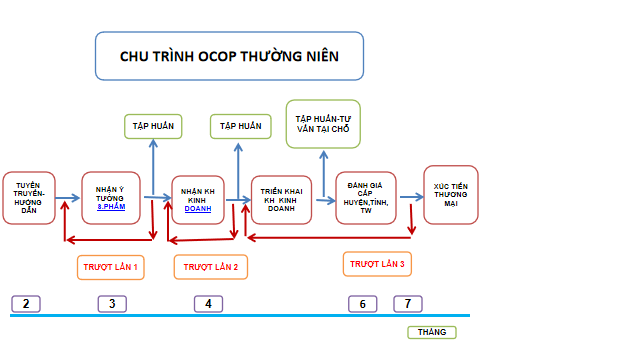 CHU TRÌNH OCOP THƯỜNG NIÊN
TẬP HUẤN
TẬP HUẤN
TẬP HUẤN-TƯ
VẤN TẠI CHỖ
TUYÊN
TRUYỀN-
HƯỚNG
DẪN
NHẬN Ý
TƯỞNG
S.PHẨM
NHẬN KH
KINH
DOANH
TRIỂN KHAI
KH KINH
DOANH
ĐÁNH GIÁ
CẤP
HUYỆN,TỈNH,
TW
XÚC TIẾN
THƯƠNG
MẠI
TRƯỢT LẦN 1
TRƯỢT LẦN 2
TRƯỢT LẦN 3
2
3
4
6
7
THÁNG